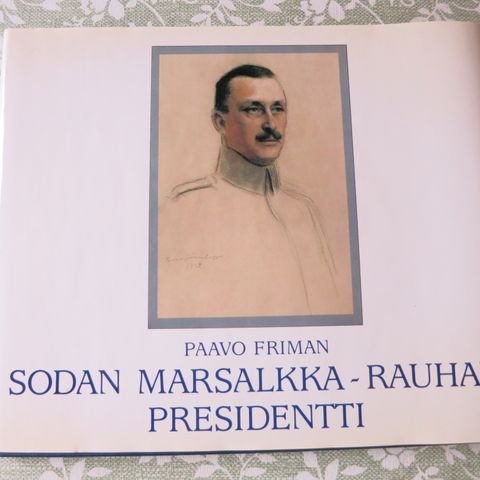 PAAVO FRIMAN
SODAN MARSALKKA - RAUHA
PRESIDENTTI